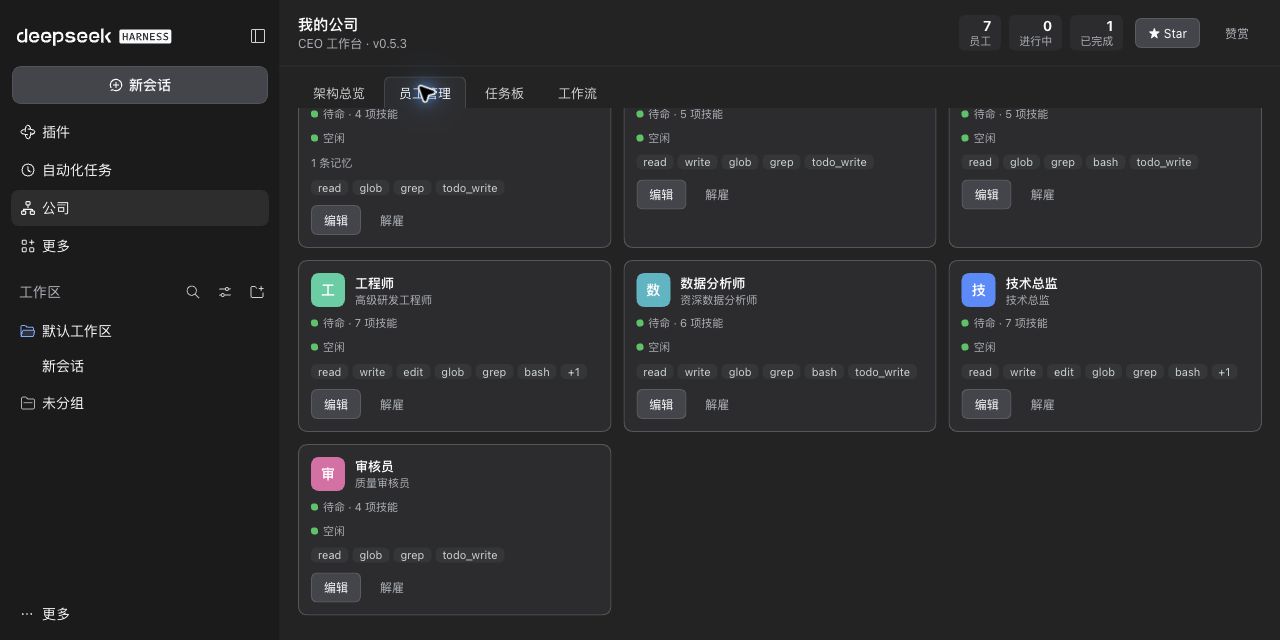 deepseek HARNESS
新会话
插件
自动化任务
公司
更多
工作区
默认工作区
新会话
未分组
更多
我的公司
CEO 工作台 · v0.5.3
7
员工
0
进行中
1
已完成
★ Star
赞赏
架构总览
员工管理
任务板
工作流
待命 · 4 项技能
空闲
1 条记忆
read glob grep todo_write
编辑 解雇
待命 · 5 项技能
空闲
read write glob grep todo_write
编辑 解雇
待命 · 5 项技能
空闲
read glob grep bash todo_write
编辑 解雇
工
工程师
高级研发工程师
待命 · 7 项技能
空闲
read write edit glob grep bash +1
编辑 解雇
数
数据分析师
资深数据分析师
待命 · 6 项技能
空闲
read write glob grep bash todo_write
编辑 解雇
技
技术总监
技术总监
待命 · 7 项技能
空闲
read write edit glob grep bash +1
编辑 解雇
审
审核员
质量审核员
待命 · 4 项技能
空闲
read glob grep todo_write
编辑 解雇